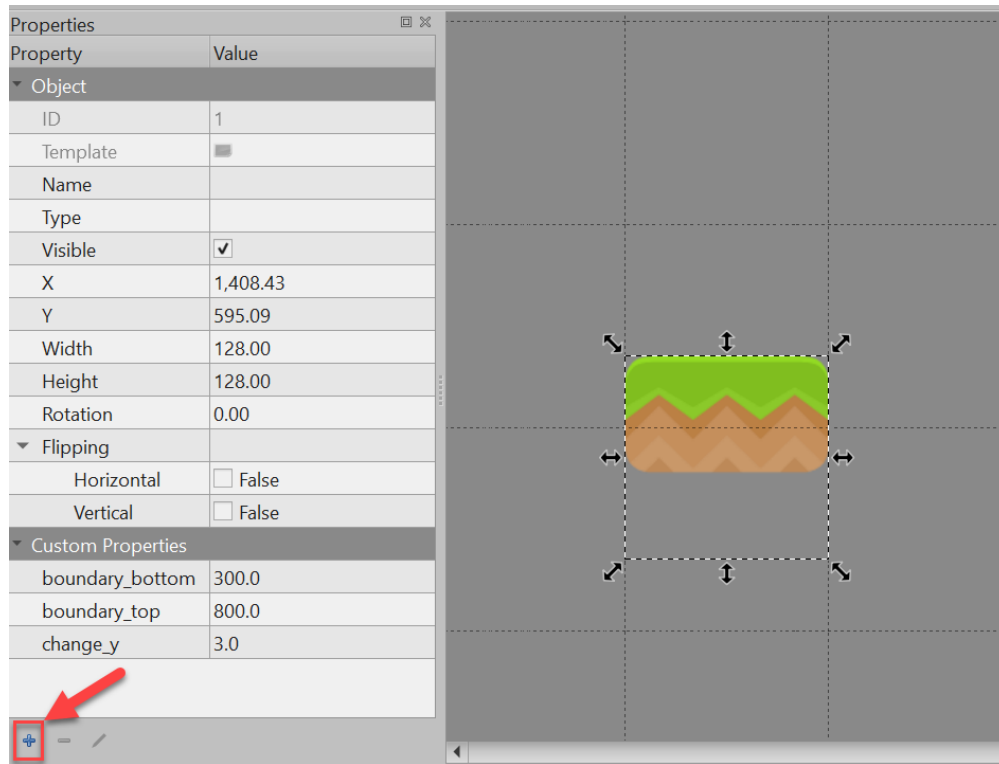 Properties
Property Value
Object
ID 1
Template
Name
Type
Visible
X 1,408.43
Y 595.09
Width 128.00
Height 128.00
Rotation 0.00
Flipping
Horizontal False
Vertical False
Custom Properties
boundary_bottom 300.0
boundary_top 800.0
change_y 3.0